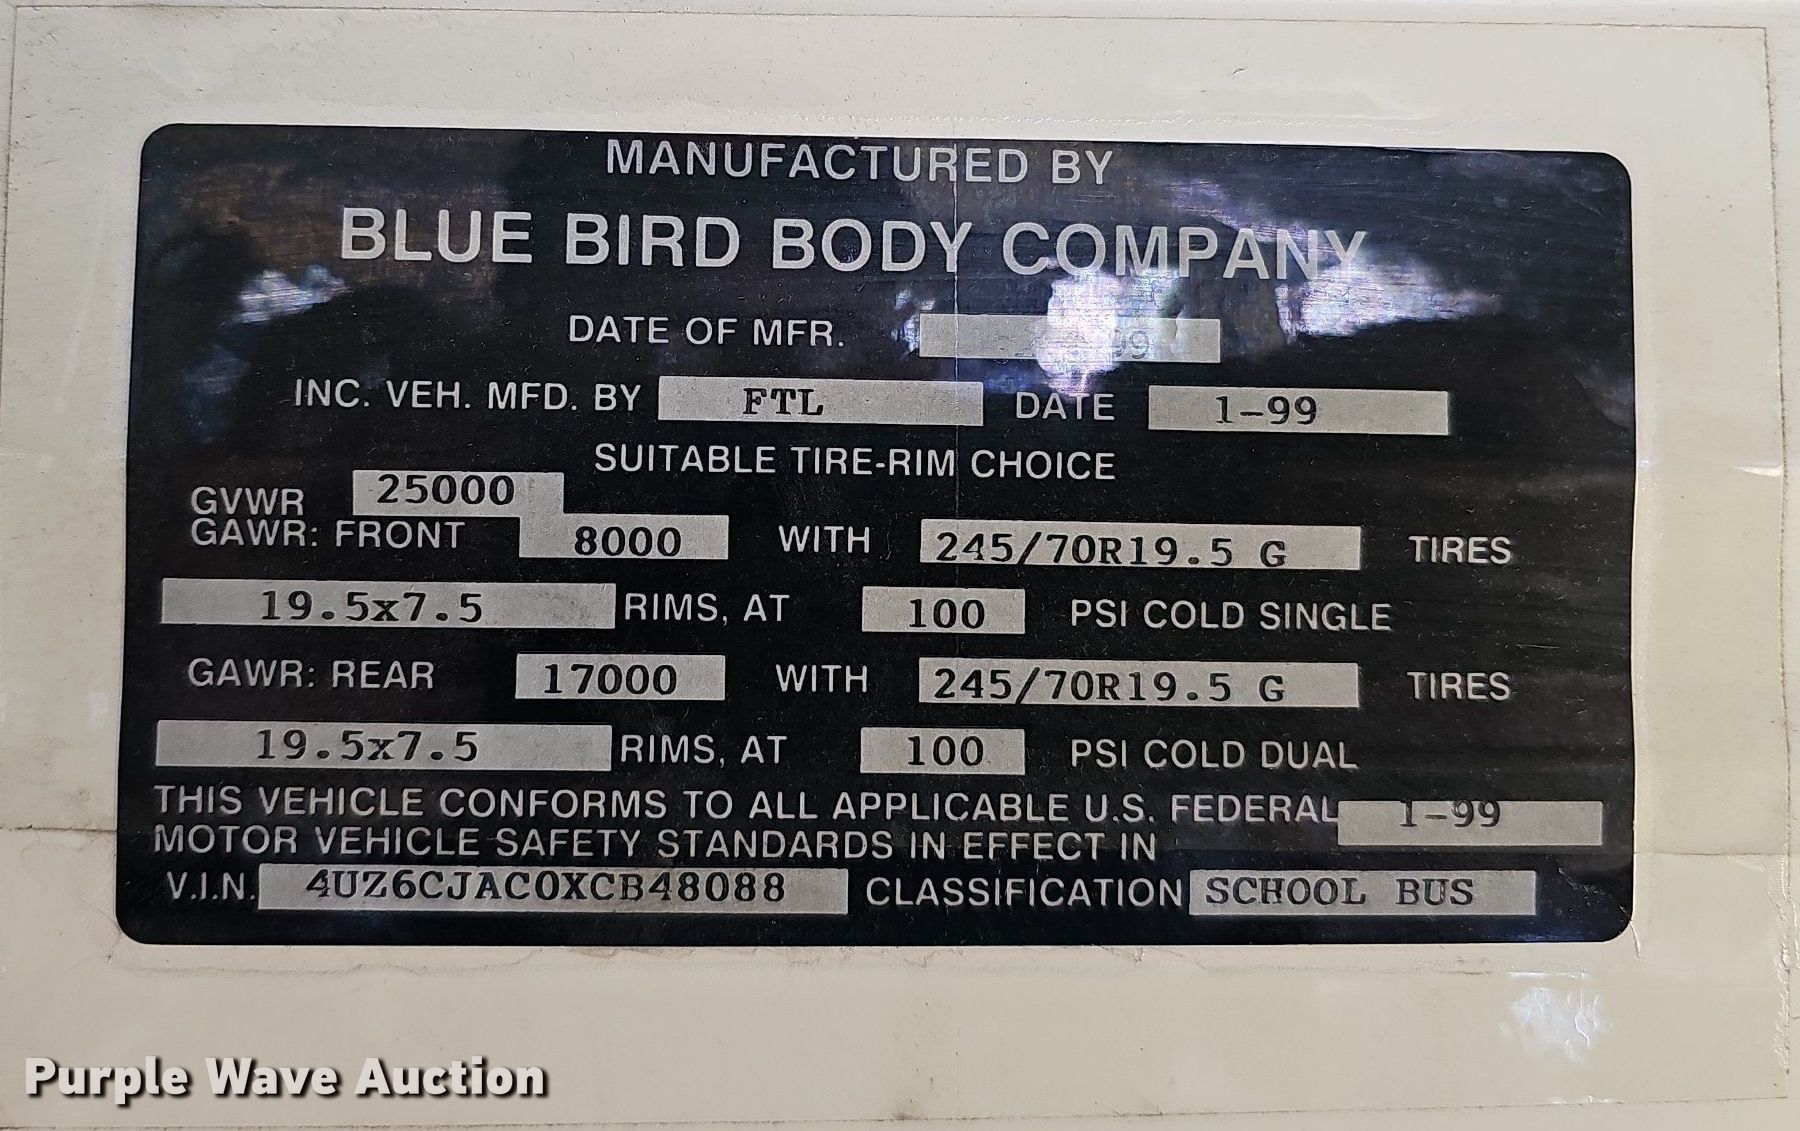 MANUFACTURED BY
BLUE BIRD BODY COMPANY
DATE OF MFR. 99
INC. VEH. MFD. BY FTL DATE 1-99
SUITABLE TIRE-RIM CHOICE
GVWR 25000
GAWR: FRONT 8000 WITH 245/70R19.5 G TIRES
19.5x7.5 RIMS, AT 100 PSI COLD SINGLE
GAWR: REAR 17000 WITH 245/70R19.5 G TIRES
19.5x7.5 RIMS, AT 100 PSI COLD DUAL
THIS VEHICLE CONFORMS TO ALL APPLICABLE U.S. FEDERAL 1-99
MOTOR VEHICLE SAFETY STANDARDS IN EFFECT IN
V.I.N. 4UZ6CJAC0XCB48088 CLASSIFICATION SCHOOL BUS
Purple Wave Auction